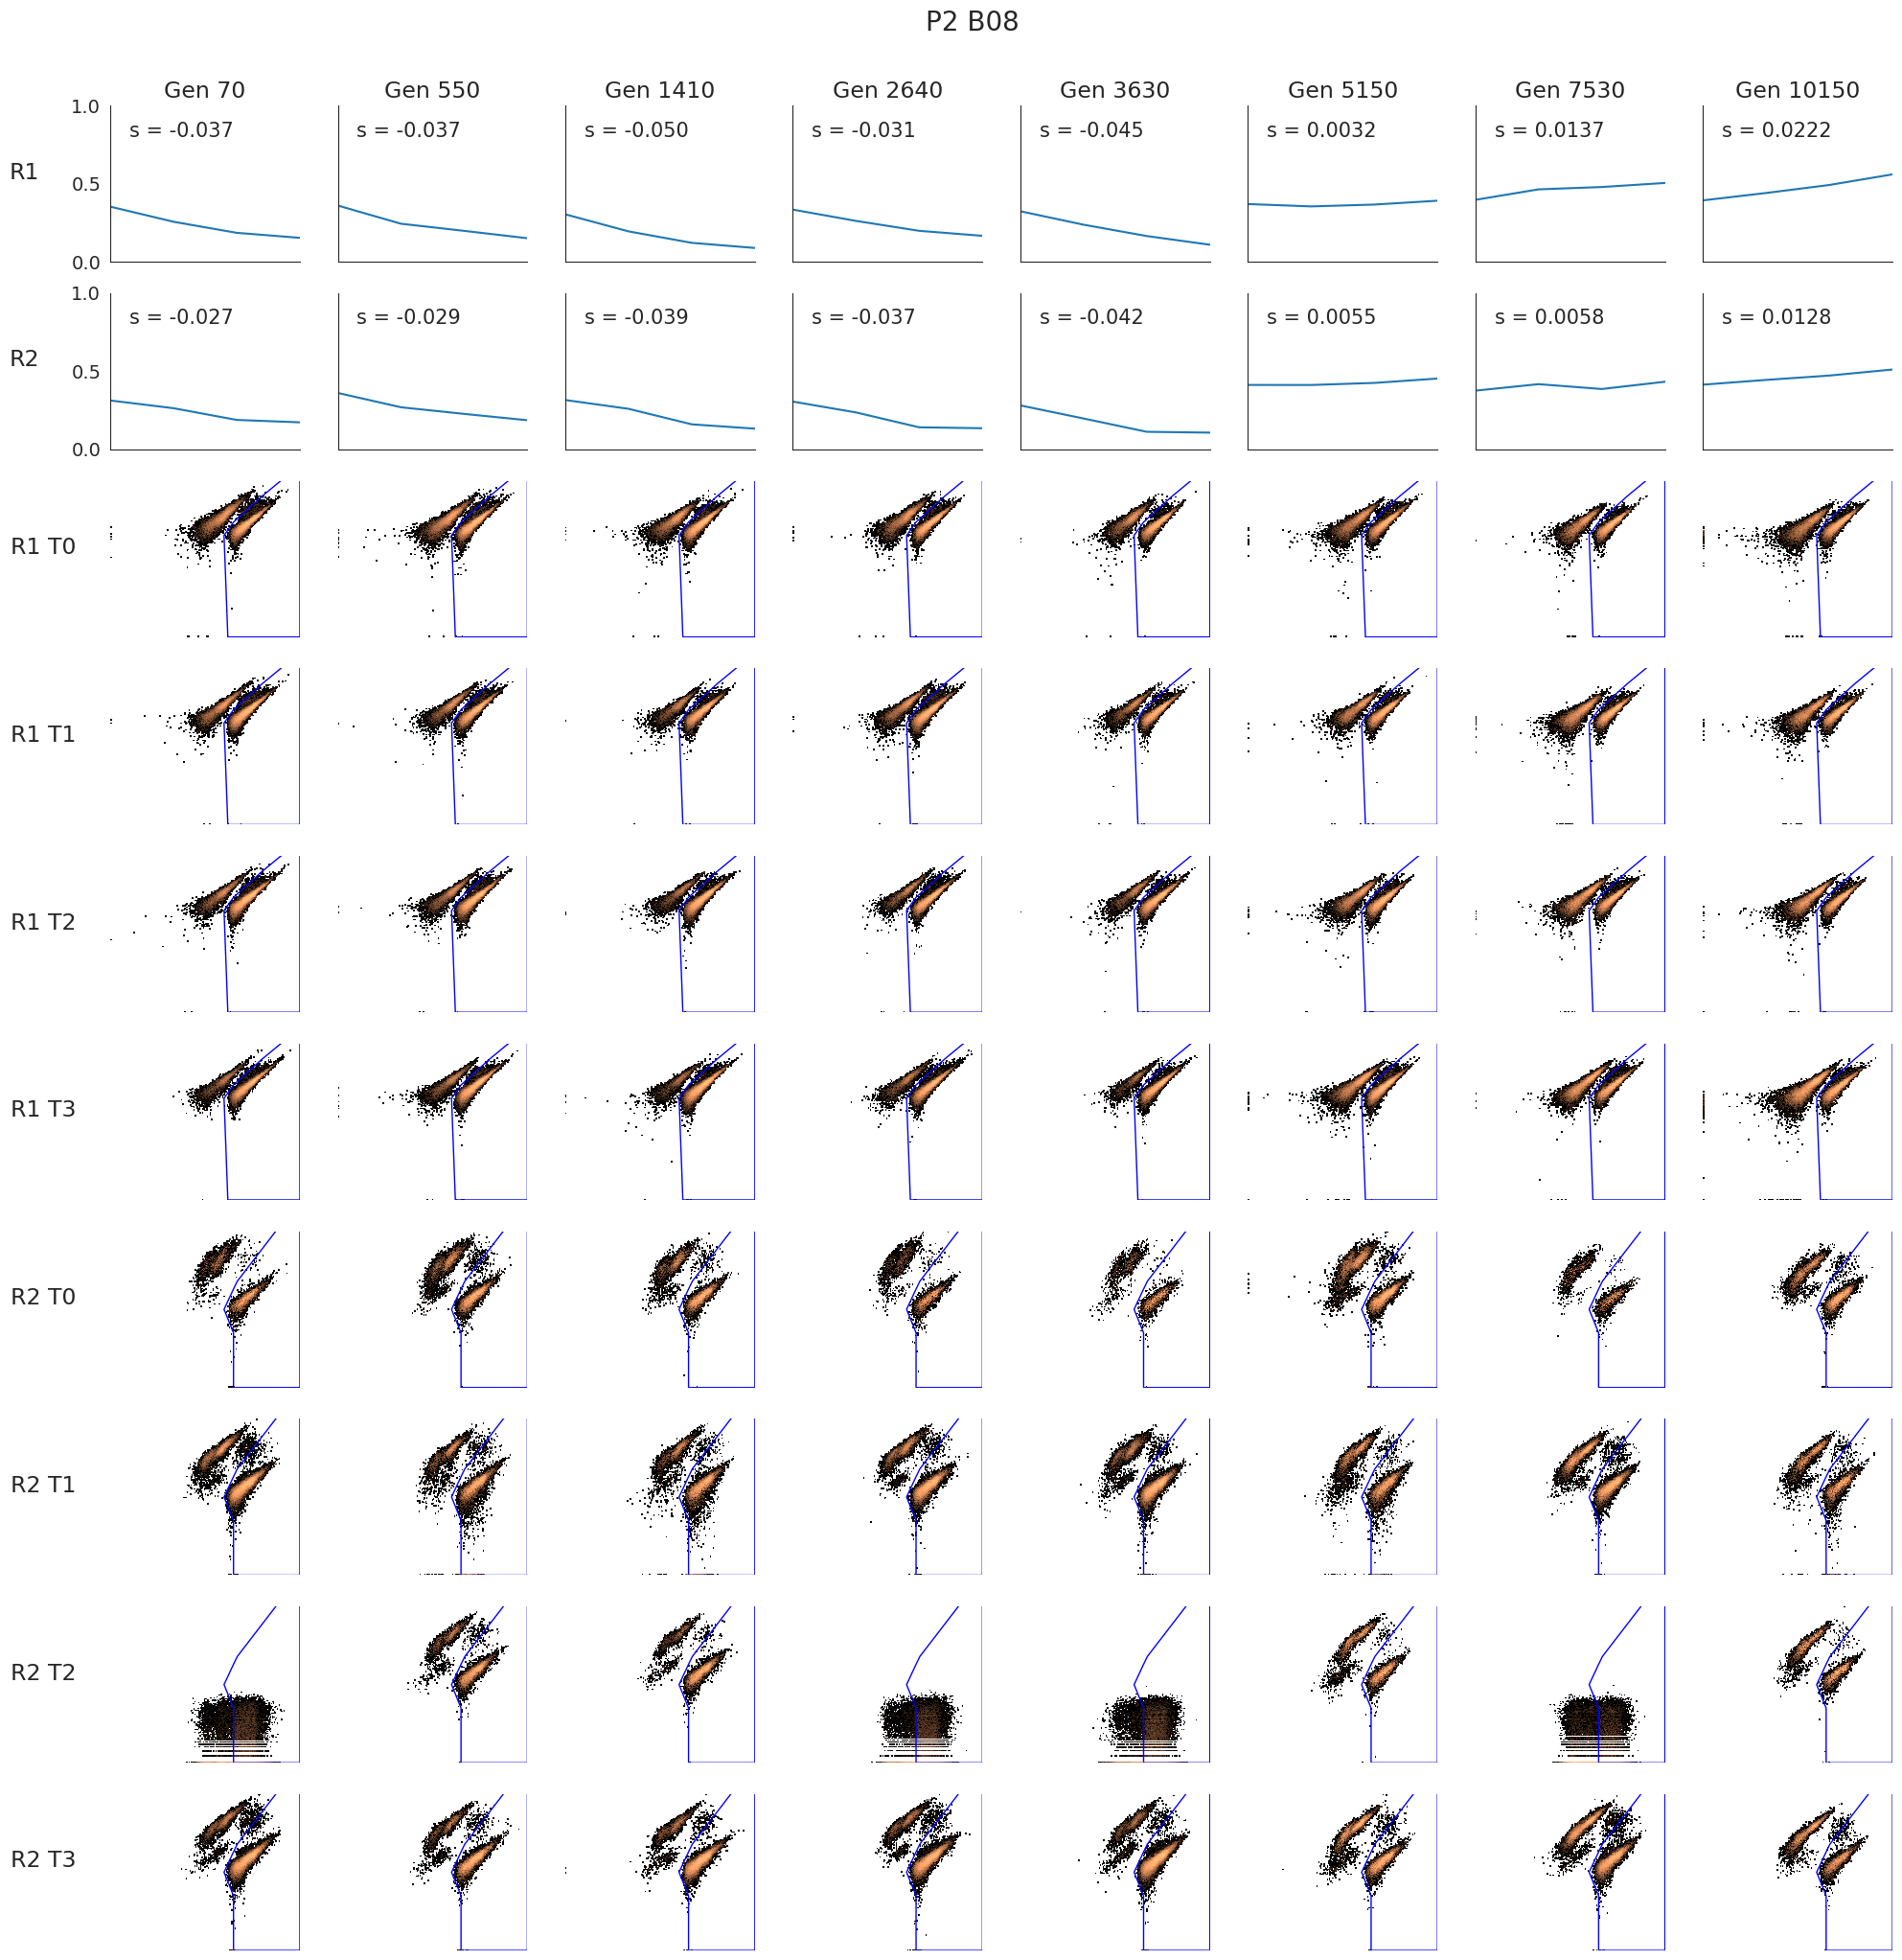 P2 B08
Gen 70 Gen 550 Gen 1410 Gen 2640 Gen 3630 Gen 5150 Gen 7530 Gen 10150
1.0
s = -0.037 s = -0.037 s = -0.050 s = -0.031 s = -0.045 s = 0.0032 s = 0.0137 s = 0.0222
R1
0.5
0.0
1.0
s = -0.027 s = -0.029 s = -0.039 s = -0.037 s = -0.042 s = 0.0055 s = 0.0058 s = 0.0128
R2
0.5
0.0
R1 T0
R1 T1
R1 T2
R1 T3
R2 T0
R2 T1
R2 T2
R2 T3